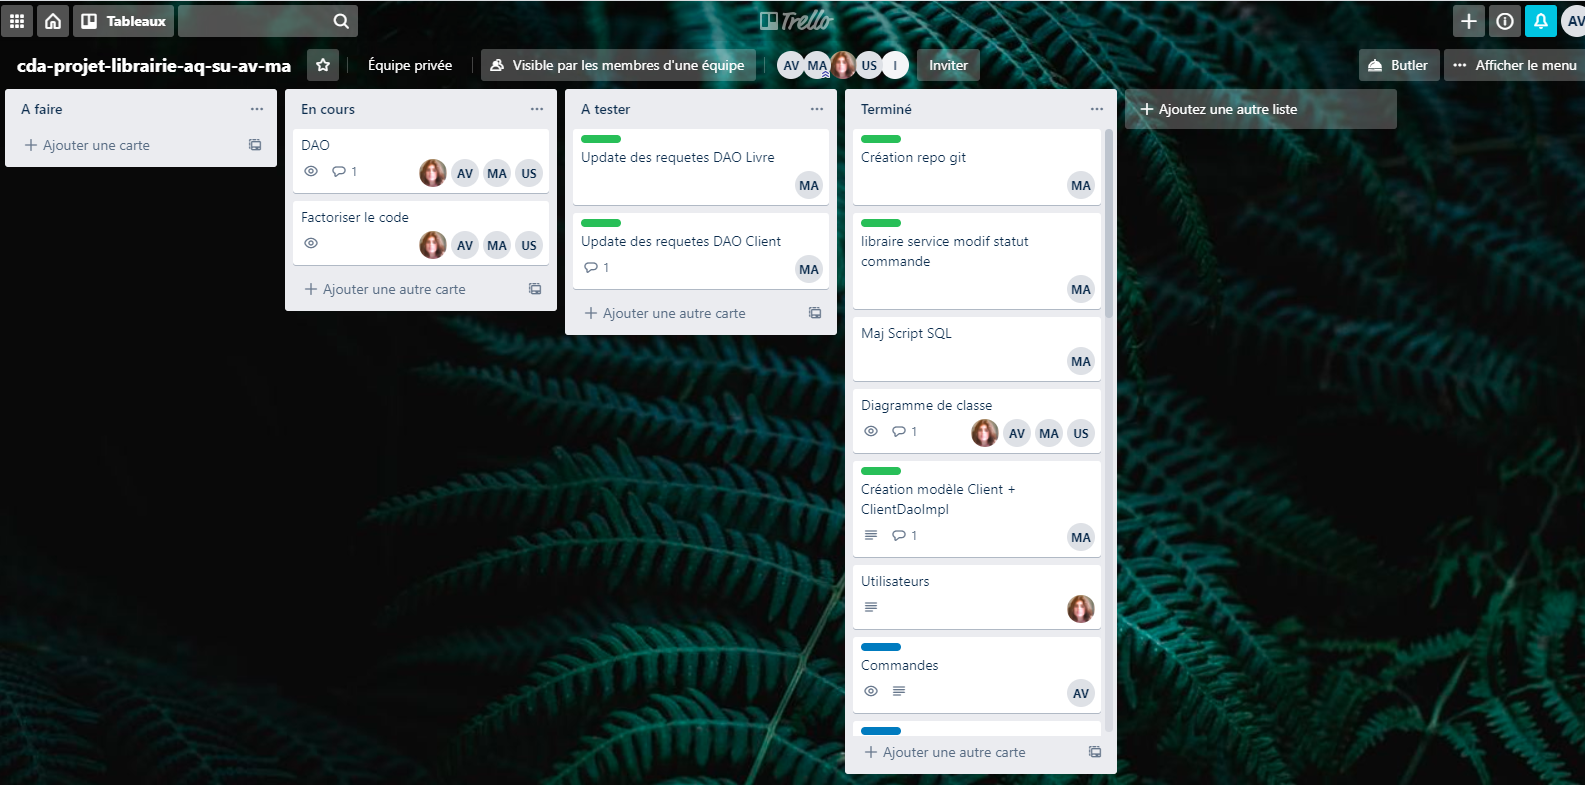 Tableaux
Trello
AV
cda-projet-librairie-aq-su-av-ma
Équipe privée
Visible par les membres d'une équipe
AV MA US I
Inviter
Butler
Afficher le menu
A faire
Ajouter une carte
En cours
DAO
1
AV MA US
Factoriser le code
AV MA US
Ajouter une autre carte
A tester
Update des requetes DAO Livre
MA
Update des requetes DAO Client
1
MA
Ajouter une autre carte
Terminé
Création repo git
MA
libraire service modif statut
commande
MA
Maj Script SQL
MA
Diagramme de classe
1
AV MA US
Création modèle Client +
ClientDaoImpl
1
MA
Utilisateurs
Commandes
AV
Ajouter une autre carte
Ajoutez une autre liste